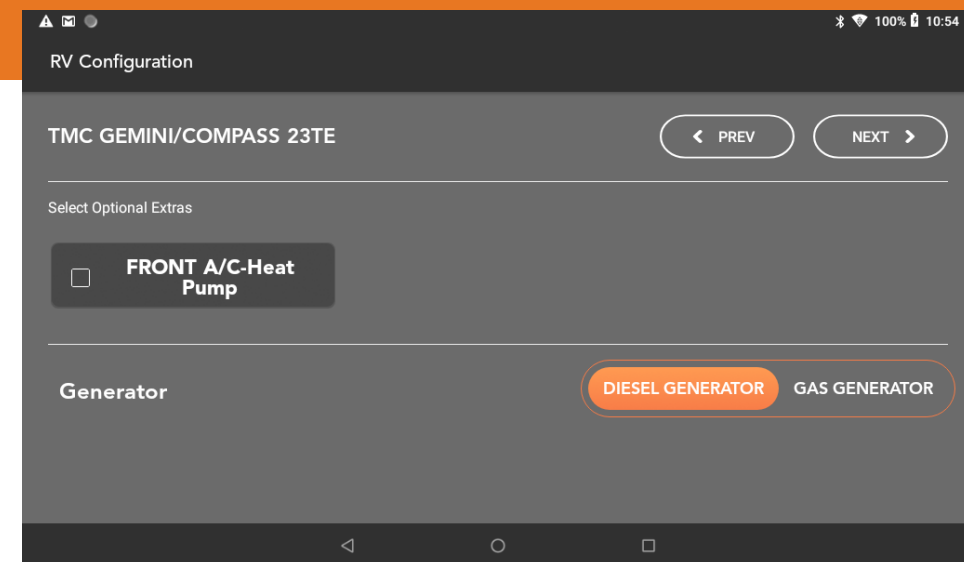 100% 10:54
RV Configuration
TMC GEMINI/COMPASS 23TE
PREV
NEXT
Select Optional Extras
FRONT A/C-Heat
Pump
Generator
DIESEL GENERATOR
GAS GENERATOR